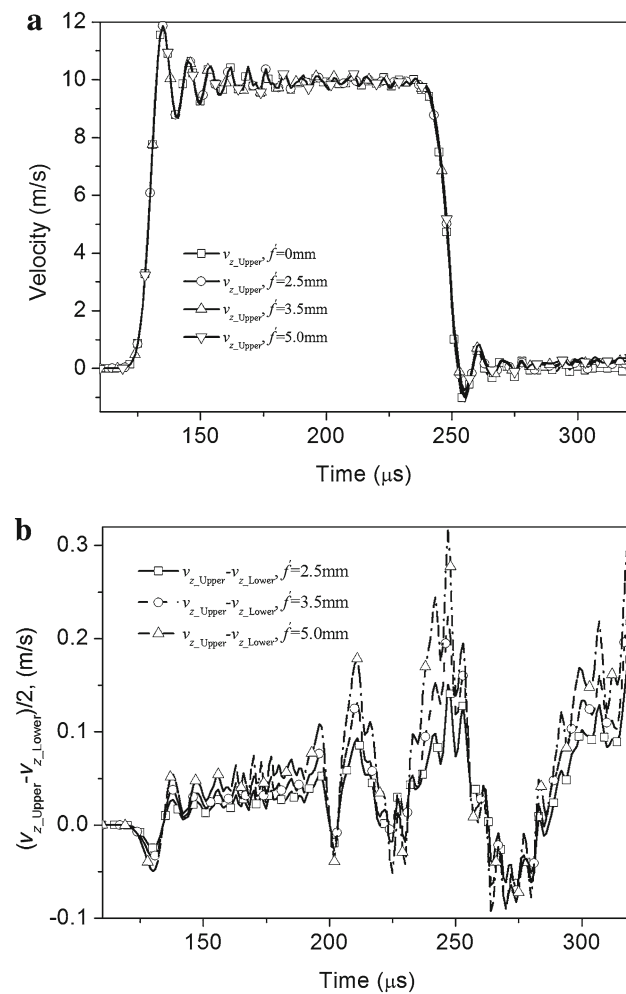 a
12
10
8
6
4
2
0
Velocity (m/s)
v_z_Upper, f'=0mm
v_z_Upper, f'=2.5mm
v_z_Upper, f'=3.5mm
v_z_Upper, f'=5.0mm
150 200 250 300
Time (μs)
b
0.3
0.2
0.1
0.0
-0.1
(v_z_Upper-v_z_Lower)/2, (m/s)
v_z_Upper-v_z_Lower, f'=2.5mm
v_z_Upper-v_z_Lower, f'=3.5mm
v_z_Upper-v_z_Lower, f'=5.0mm
150 200 250 300
Time (μs)